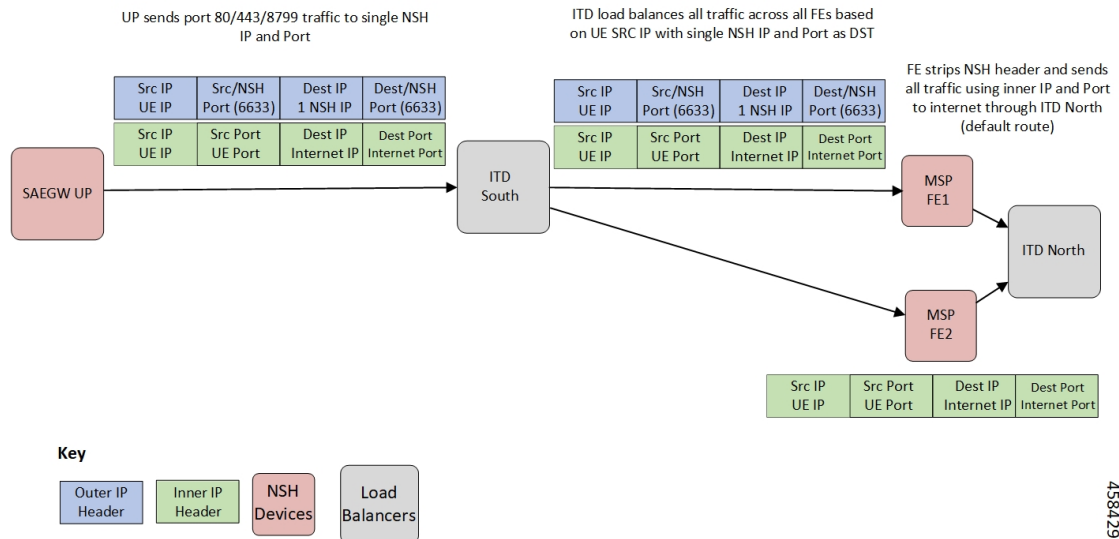 UP sends port 80/443/8799 traffic to single NSH
IP and Port
ITD load balances all traffic across all FEs based
on UE SRC IP with single NSH IP and Port as DST
FE strips NSH header and sends
all traffic using inner IP and Port
to internet through ITD North
(default route)
Src IP
UE IP
Src/NSH
Port (6633)
Dest IP
1 NSH IP
Dest/NSH
Port (6633)
Src IP
UE IP
Src Port
UE Port
Dest IP
Internet IP
Dest Port
Internet Port
Src IP
UE IP
Src/NSH
Port (6633)
Dest IP
1 NSH IP
Dest/NSH
Port (6633)
Src IP
UE IP
Src Port
UE Port
Dest IP
Internet IP
Dest Port
Internet Port
SAEGW UP
ITD
South
MSP
FE1
ITD North
MSP
FE2
Src IP
UE IP
Src Port
UE Port
Dest IP
Internet IP
Dest Port
Internet Port
Key
Outer IP
Header
Inner IP
Header
NSH
Devices
Load
Balancers
458429